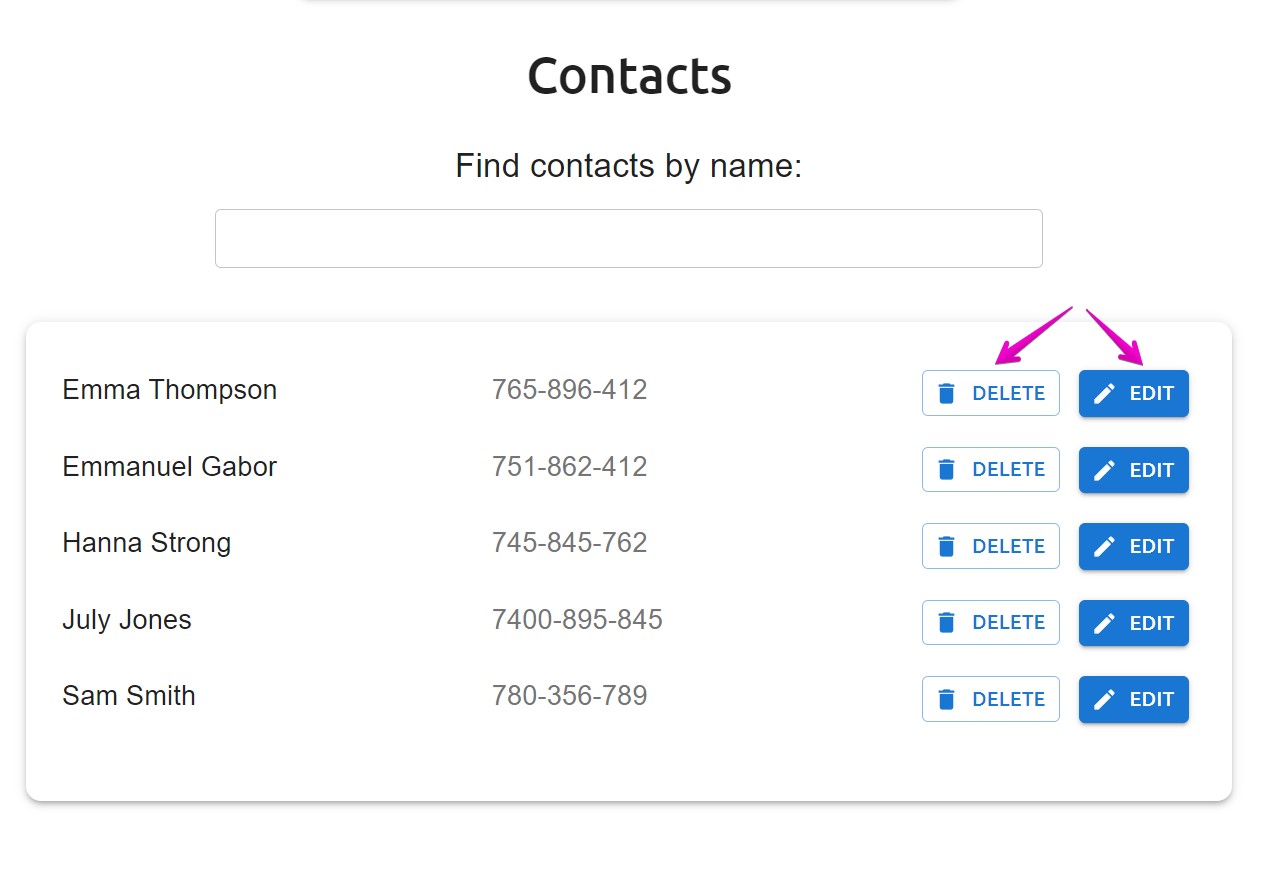 Contacts
Find contacts by name:
Emma Thompson 765-896-412 DELETE EDIT
Emmanuel Gabor 751-862-412 DELETE EDIT
Hanna Strong 745-845-762 DELETE EDIT
July Jones 7400-895-845 DELETE EDIT
Sam Smith 780-356-789 DELETE EDIT